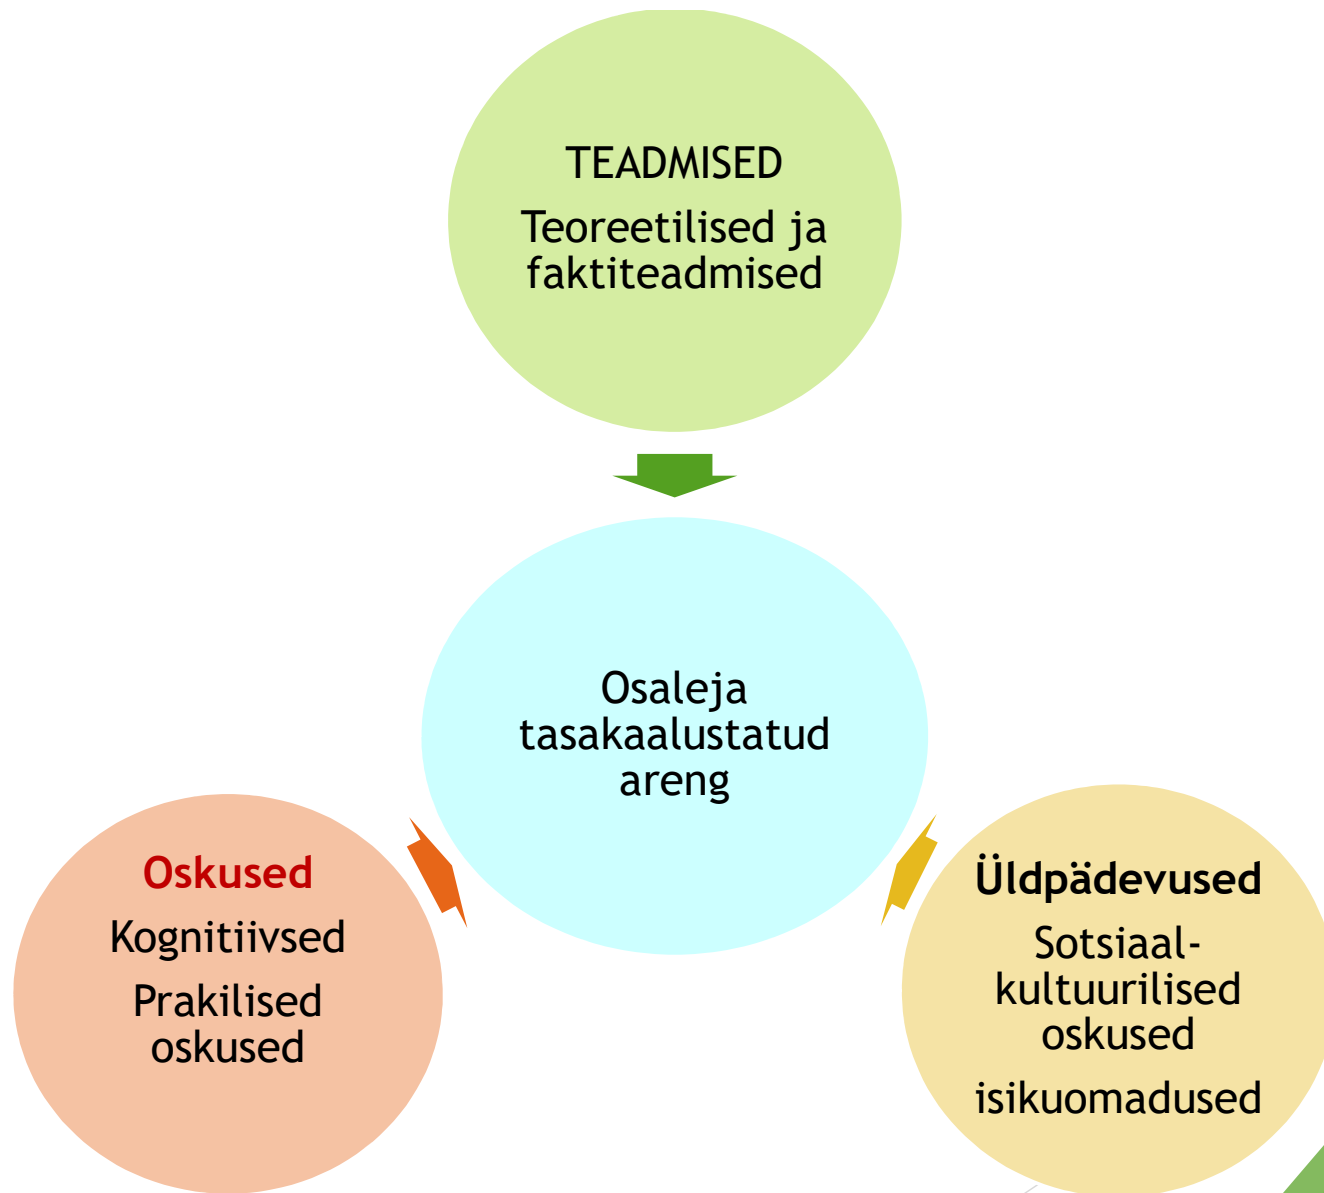 TEADMISED
Teoreetilised ja
faktiteadmised
Osaleja
tasakaalustatud
areng
Oskused
Kognitiivsed
Prakilised
oskused
Üldpädevused
Sotsiaal-
kultuurilised
oskused
isikuomadused